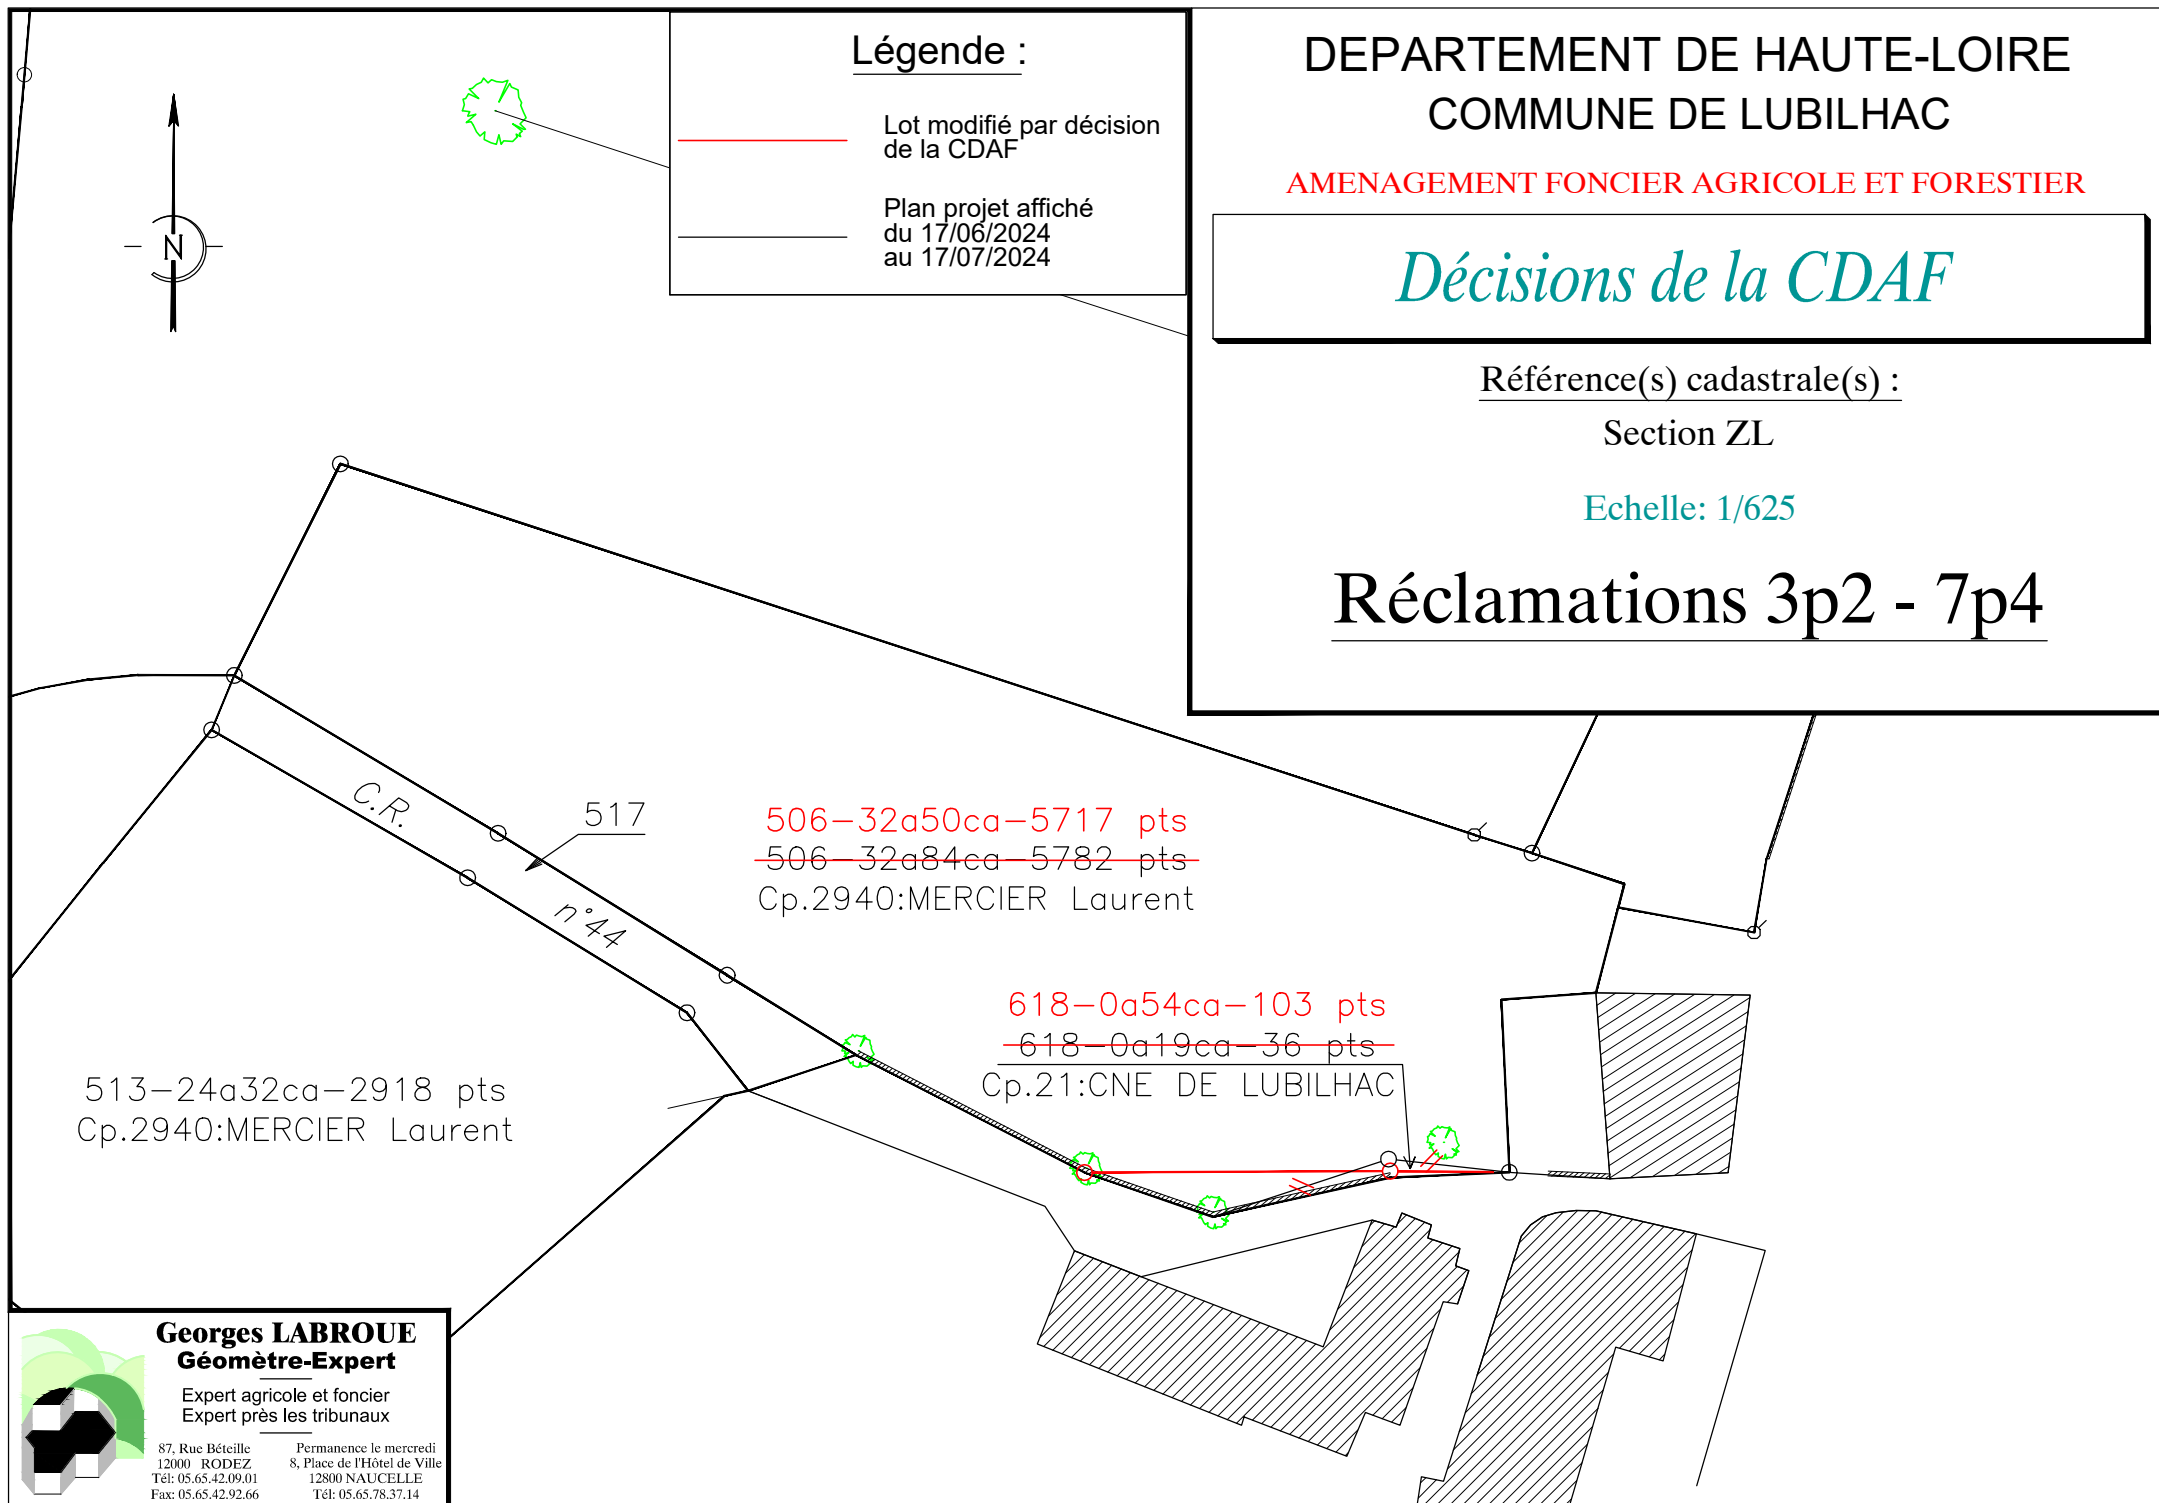 Légende :
Lot modifié par décision
de la CDAF
Plan projet affiché
du 17/06/2024
au 17/07/2024
DEPARTEMENT DE HAUTE-LOIRE
COMMUNE DE LUBILHAC
AMENAGEMENT FONCIER AGRICOLE ET FORESTIER
Décisions de la CDAF
Référence(s) cadastrale(s) :
Section ZL
Echelle: 1/625
Réclamations 3p2 - 7p4
N
C.R.
n°44
517
506-32a50ca-5717 pts
506-32a84ca-5782 pts
Cp.2940:MERCIER Laurent
618-0a54ca-103 pts
618-0a19ca-36 pts
Cp.21:CNE DE LUBILHAC
513-24a32ca-2918 pts
Cp.2940:MERCIER Laurent
Georges LABROUE
Géomètre-Expert
Expert agricole et foncier
Expert près les tribunaux
87, Rue Béteille
12000 RODEZ
Tél: 05.65.42.09.01
Fax: 05.65.42.92.66
Permanence le mercredi
8, Place de l'Hôtel de Ville
12800 NAUCELLE
Tél: 05.65.78.37.14